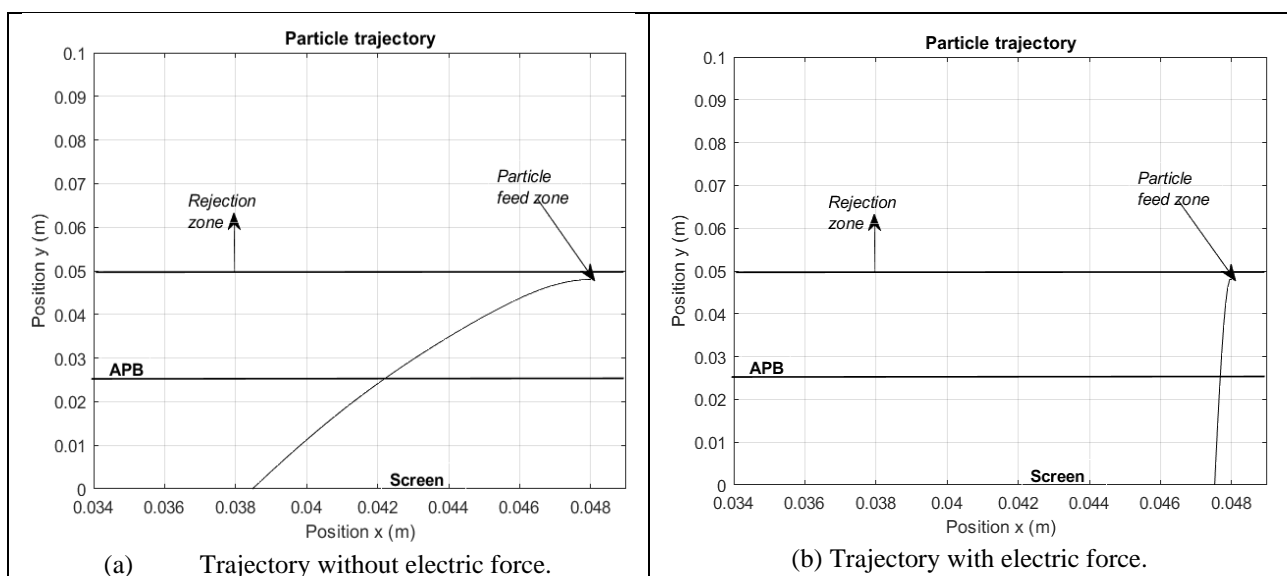 Particle trajectory
0.1
0.09
0.08
0.07
0.06
0.05
0.04
0.03
0.02
0.01
0
Position y (m)
Rejection
zone
Particle
feed zone
APB
Screen
0.034
0.036
0.038
0.04
0.042
0.044
0.046
0.048
Position x (m)
(a) Trajectory without electric force.
Particle trajectory
0.1
0.09
0.08
0.07
0.06
0.05
0.04
0.03
0.02
0.01
0
Position y (m)
Rejection
zone
Particle
feed zone
APB
Screen
0.034
0.036
0.038
0.04
0.042
0.044
0.046
0.048
Position x (m)
(b) Trajectory with electric force.